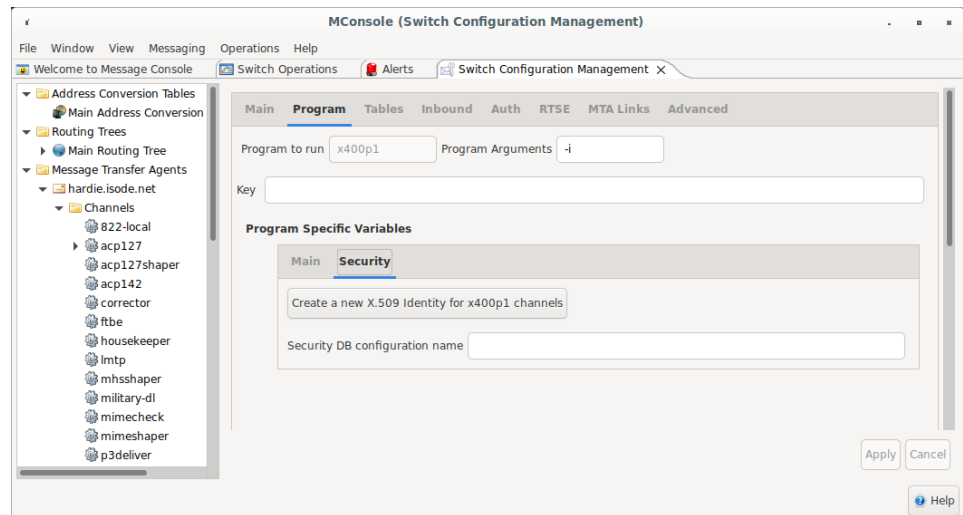 MConsole (Switch Configuration Management)
File Window View Messaging Operations Help
Welcome to Message Console Switch Operations Alerts Switch Configuration Management
Address Conversion Tables
Main Address Conversion
Routing Trees
Main Routing Tree
Message Transfer Agents
hardie.isode.net
Channels
822-local
acp127
acp127shaper
acp142
corrector
ftbe
housekeeper
lmtp
mhsshaper
military-dl
mimecheck
mimeshaper
p3deliver
Main Program Tables Inbound Auth RTSE MTA Links Advanced
Program to run x400p1 Program Arguments -i
Key
Program Specific Variables
Main Security
Create a new X.509 Identity for x400p1 channels
Security DB configuration name
Apply Cancel
Help